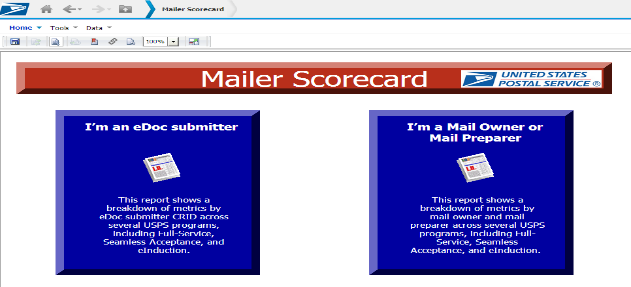 Mailer Scorecard
Home Tools Data
100%
Mailer Scorecard
UNITED STATES
POSTAL SERVICE ®
I'm an eDoc submitter
This report shows a
breakdown of metrics by
eDoc submitter CRID across
several USPS programs,
including Full-Service,
Seamless Acceptance, and
eInduction.
I'm a Mail Owner or
Mail Preparer
This report shows a
breakdown of metrics by
mail owner and mail
preparer across several USPS
programs, including Full-
Service, Seamless
Acceptance, and eInduction.